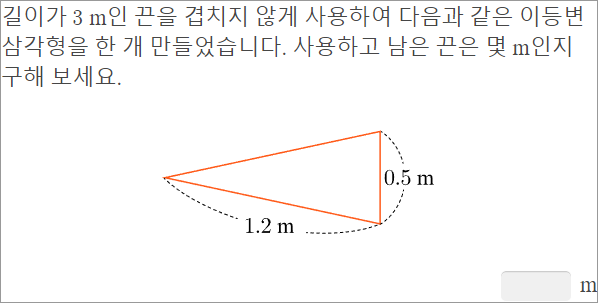 길이가 3 m인 끈을 겹치지 않게 사용하여 다음과 같은 이등변
삼각형을 한 개 만들었습니다. 사용하고 남은 끈은 몇 m인지
구해 보세요.
0.5 m
1.2 m
m